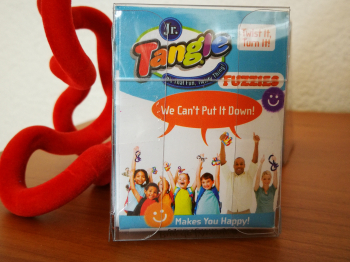 Jr.
Twist it,
Turn it!
Tangle
FUZZIES
We Can't Put It Down!
Makes You Happy!